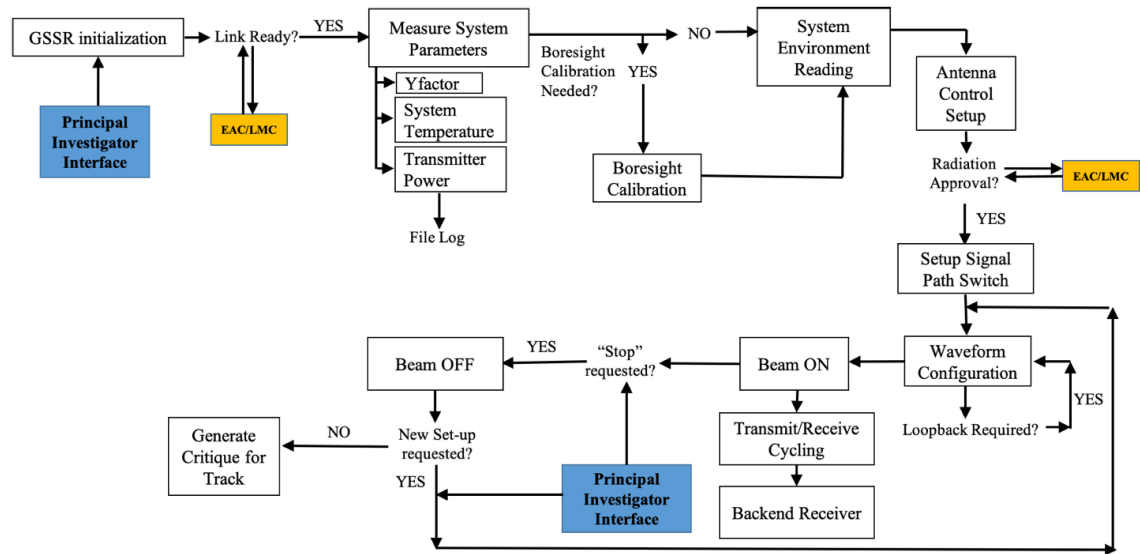 GSSR initialization
Link Ready?
YES
Measure System
Parameters
Boresight
Calibration
Needed?
NO
YES
System
Environment
Reading
Antenna
Control
Setup
Principal
Investigator
Interface
EAC/LMC
Yfactor
System
Temperature
Transmitter
Power
File Log
Boresight
Calibration
Radiation
Approval?
EAC/LMC
YES
Setup Signal
Path Switch
Waveform
Configuration
YES
Loopback Required?
Beam ON
Transmit/Receive
Cycling
Backend Receiver
“Stop”
requested?
YES
Beam OFF
New Set-up
requested?
NO
Generate
Critique for
Track
YES
Principal
Investigator
Interface